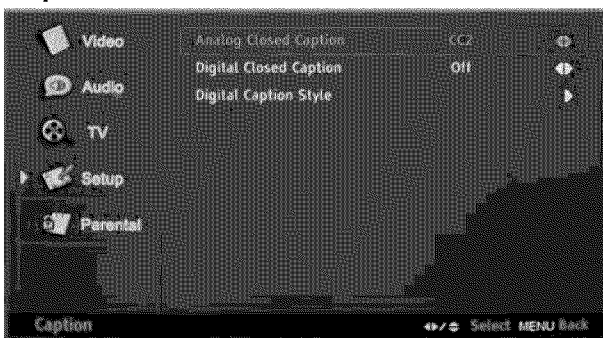 Video
Audio
TV
Setup
Parental
Analog Closed Caption CC2
Digital Closed Caption Off
Digital Caption Style
Caption
Select MENU Back